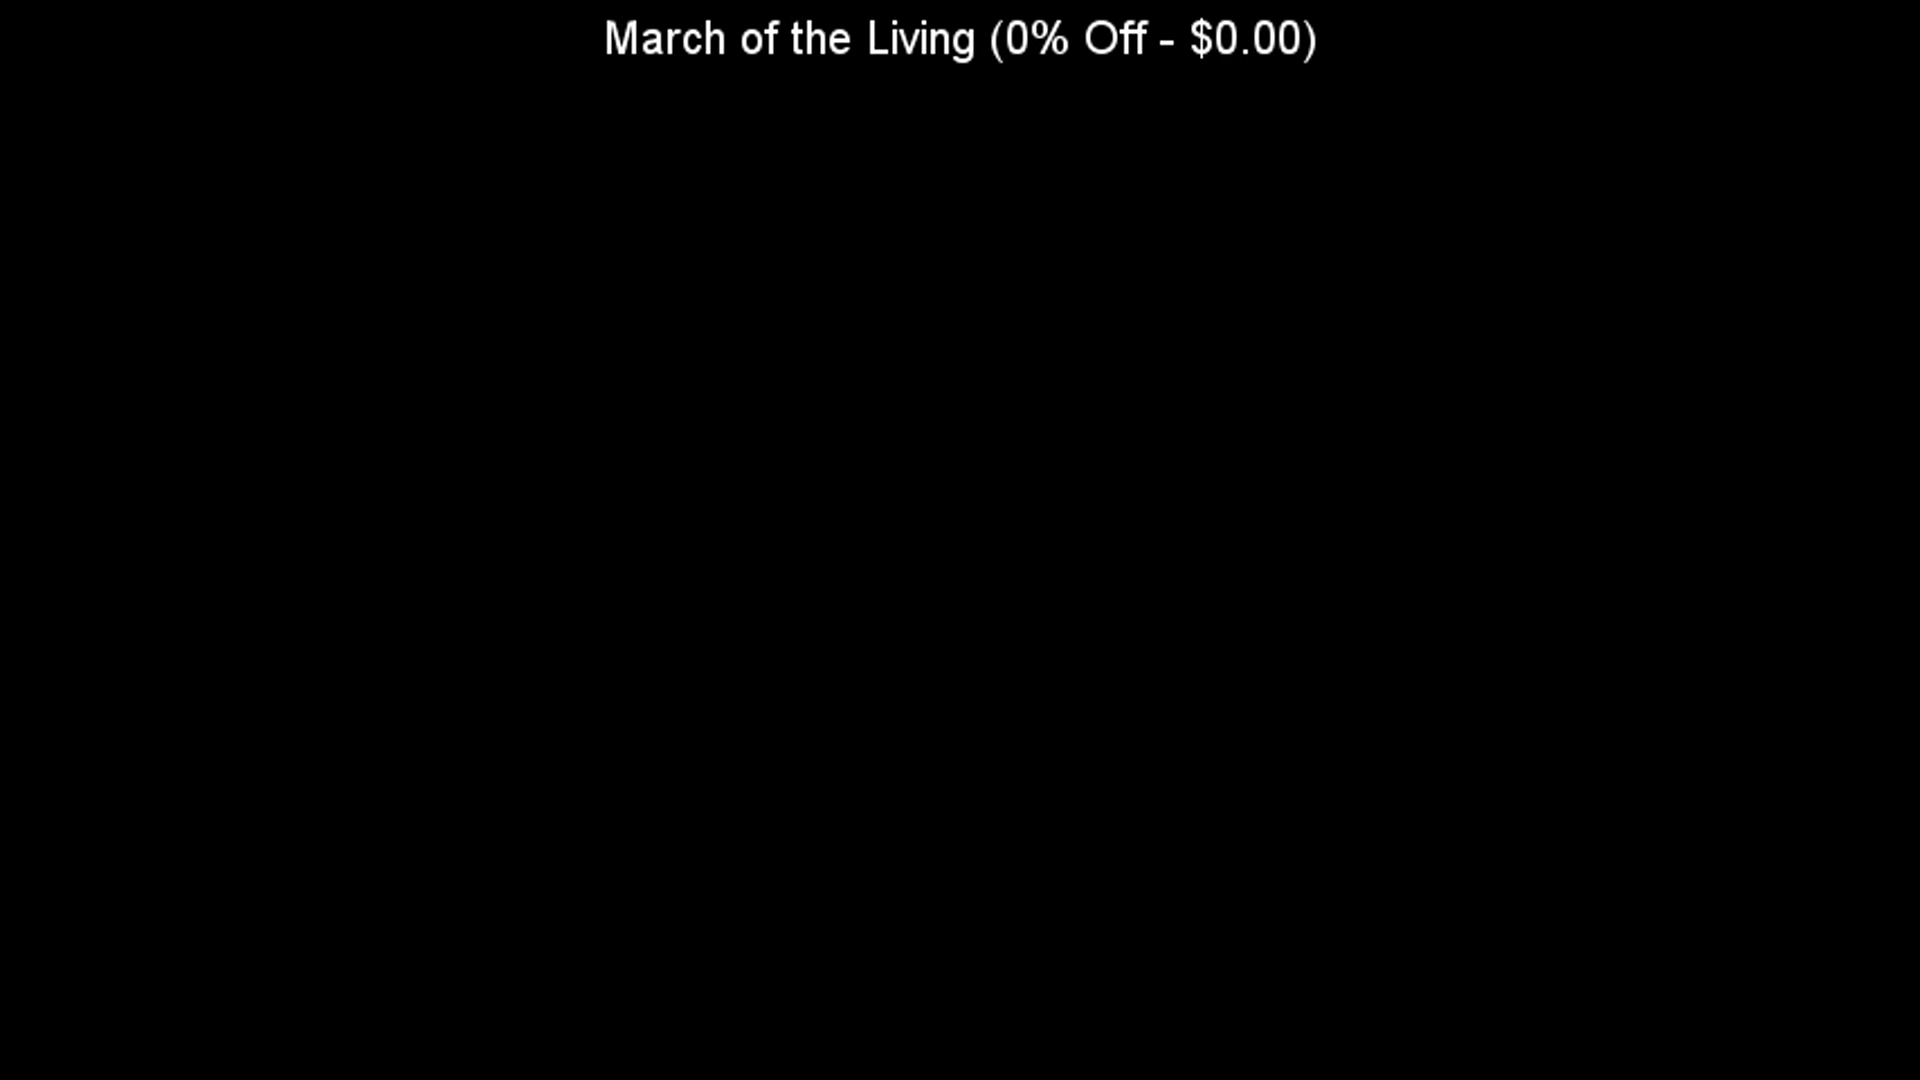 March of the Living (0% Off - $0.00)